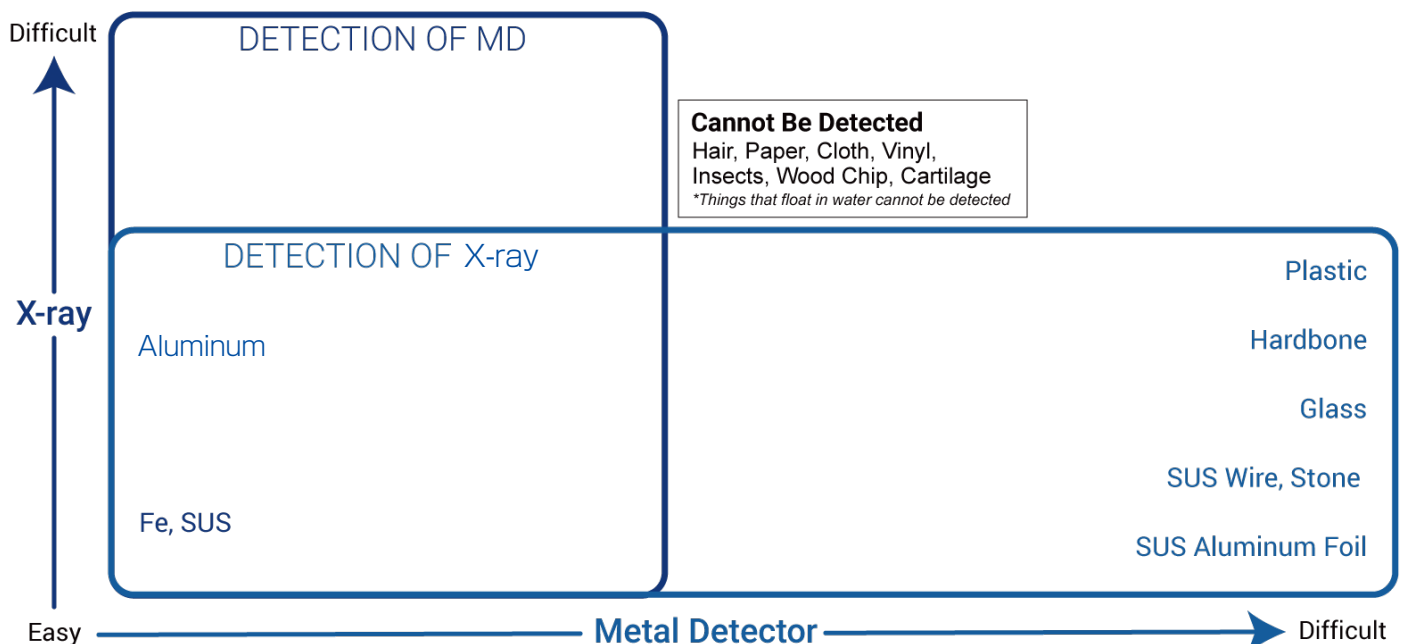 Difficult
DETECTION OF MD
Cannot Be Detected
Hair, Paper, Cloth, Vinyl,
Insects, Wood Chip, Cartilage
*Things that float in water cannot be detected
DETECTION OF X-ray
Plastic
X-ray
Aluminum
Hardbone
Glass
SUS Wire, Stone
Fe, SUS
SUS Aluminum Foil
Easy
Metal Detector
Difficult